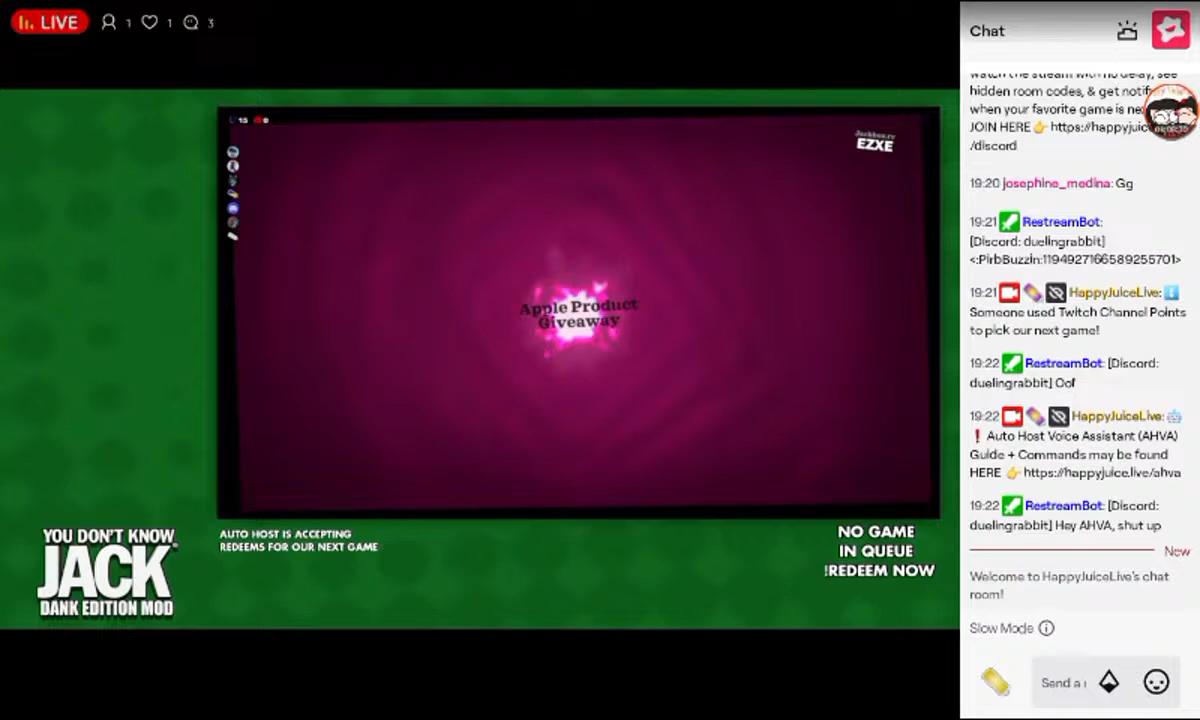 LIVE 1 1 3
15 0
Jackbox.tv
EZXE
Apple Product
Giveaway
YOU DON'T KNOW
JACK
DANK EDITION MOD
AUTO HOST IS ACCEPTING
REDEEMS FOR OUR NEXT GAME
NO GAME
IN QUEUE
!REDEEM NOW
Chat
watch the stream with no delay, see
hidden room codes, & get notif
when your favorite game is ne
JOIN HERE 👉 https://happyjuic
/discord
19:20 josephine_medina: Gg
19:21 RestreamBot:
[Discord: duelingrabbit]
<:PirbBuzzin:1194927166589255701>
19:21 HappyJuiceLive: ℹ️
Someone used Twitch Channel Points
to pick our next game!
19:22 RestreamBot: [Discord:
duelingrabbit] Oof
19:22 HappyJuiceLive: 🤖
❗ Auto Host Voice Assistant (AHVA)
Guide + Commands may be found
HERE 👉 https://happyjuice.live/ahva
19:22 RestreamBot: [Discord:
duelingrabbit] Hey AHVA, shut up
New
Welcome to HappyJuiceLive's chat
room!
Slow Mode
Send a